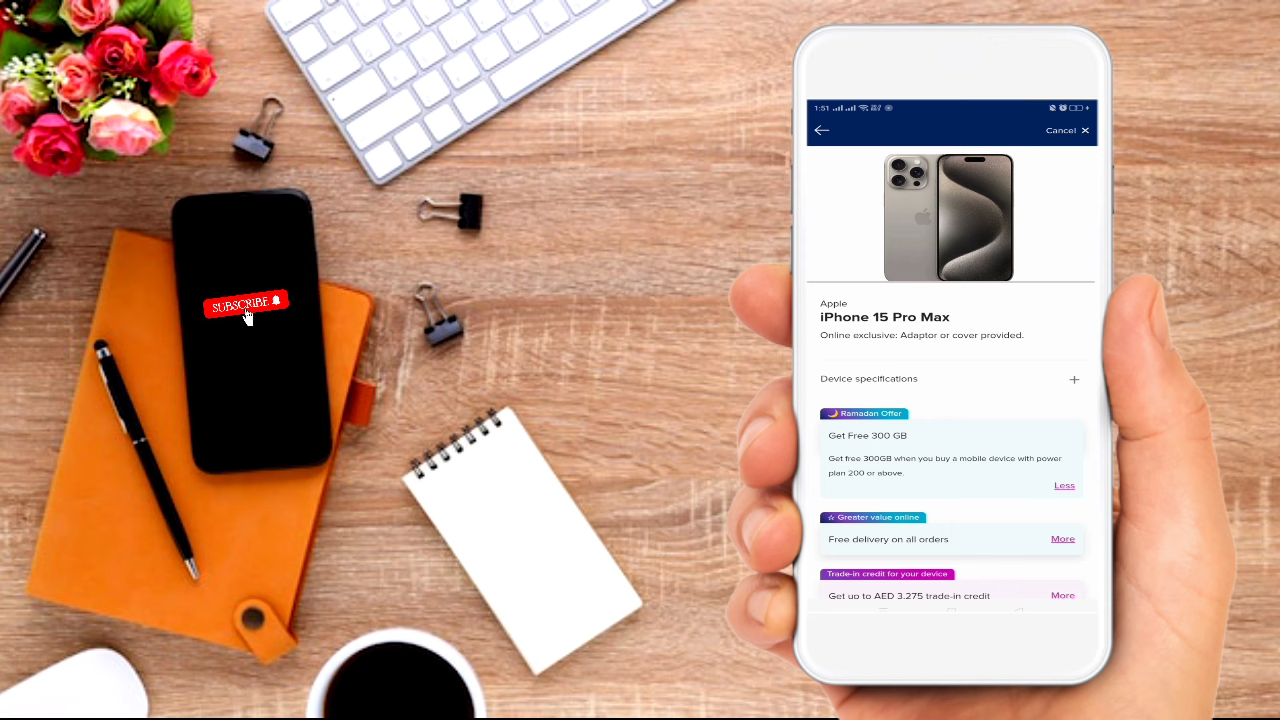 SUBSCRIBE
1:51
Cancel ✕
Apple
iPhone 15 Pro Max
Online exclusive: Adaptor or cover provided.
Device specifications +
Ramadan Offer
Get Free 300 GB
Get free 300GB when you buy a mobile device with power
plan 200 or above.
Less
Greater value online
Free delivery on all orders More
Trade-in credit for your device
Get up to AED 3,275 trade-in credit More